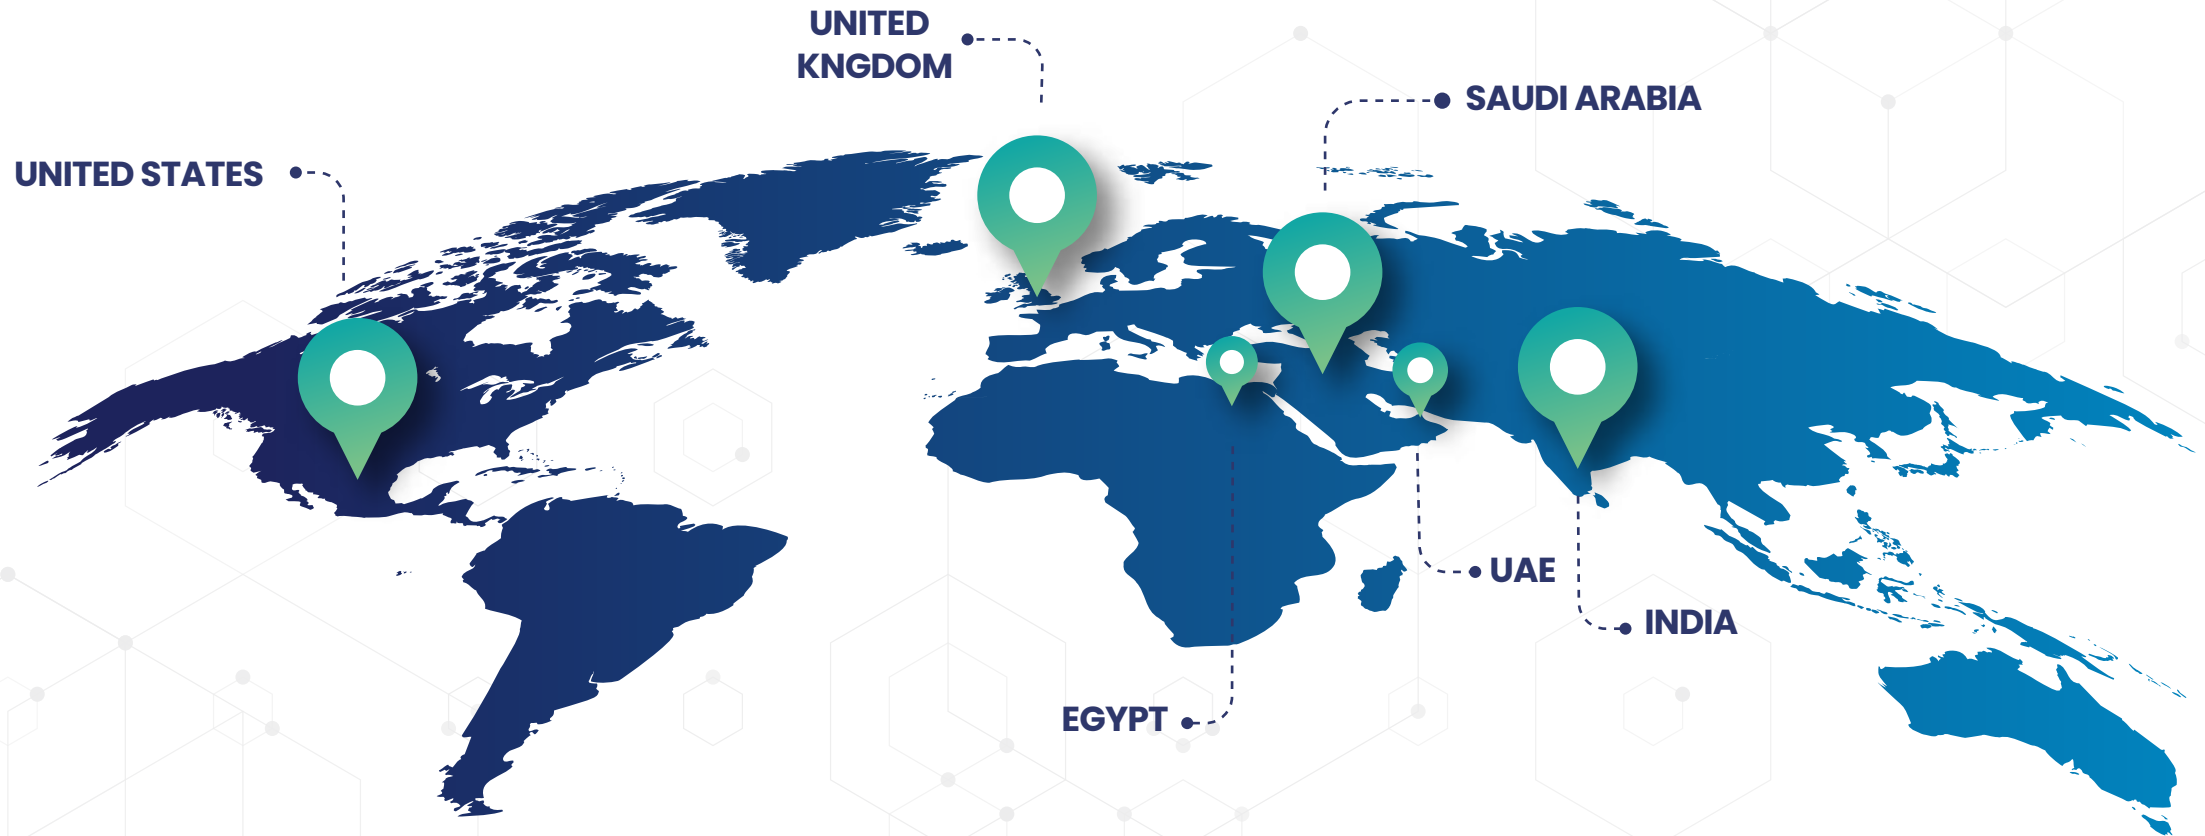 UNITED
KNGDOM
SAUDI ARABIA
UNITED STATES
UAE
INDIA
EGYPT